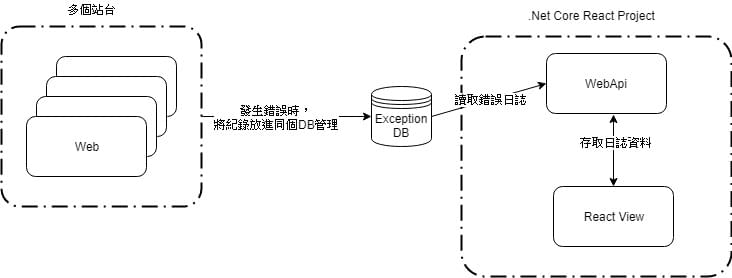 多個站台
Web
發生錯誤時，
將紀錄放進同個DB管理
Exception
DB
讀取錯誤日誌
.Net Core React Project
WebApi
存取日誌資料
React View